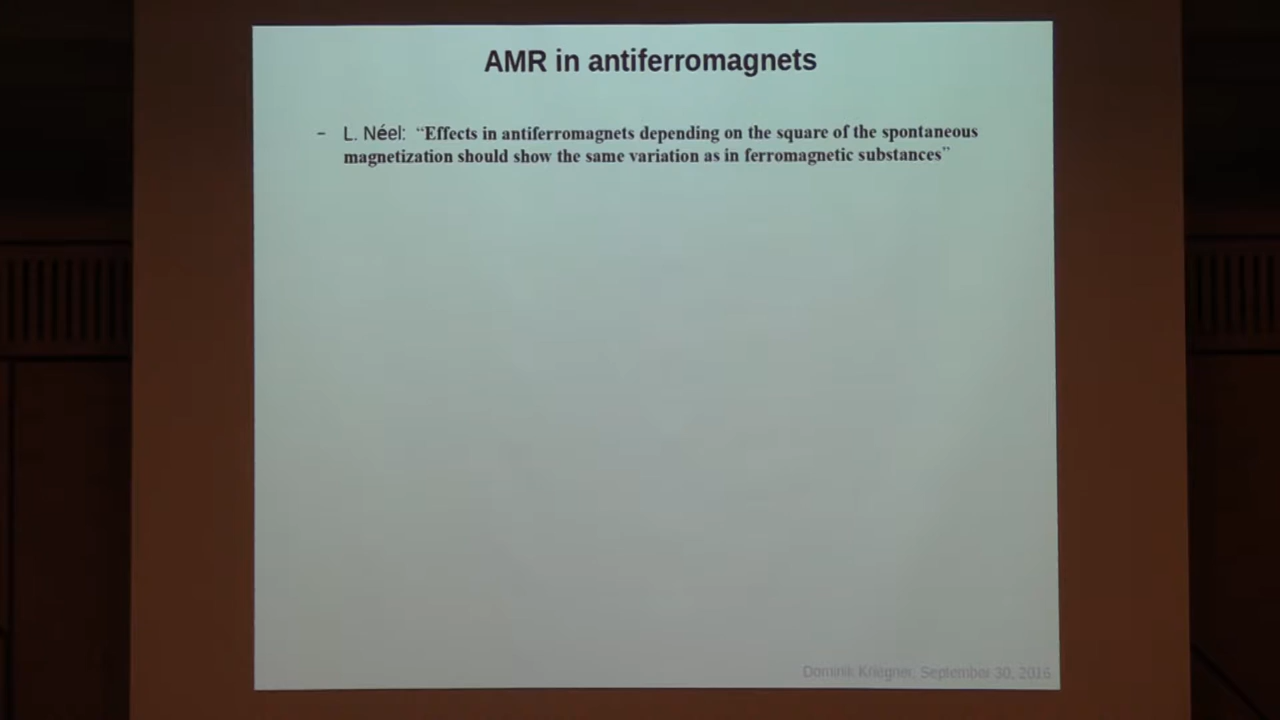 AMR in antiferromagnets
– L. Néel: “Effects in antiferromagnets depending on the square of the spontaneous
magnetization should show the same variation as in ferromagnetic substances”
Dominik Kriegner, September 30, 2016